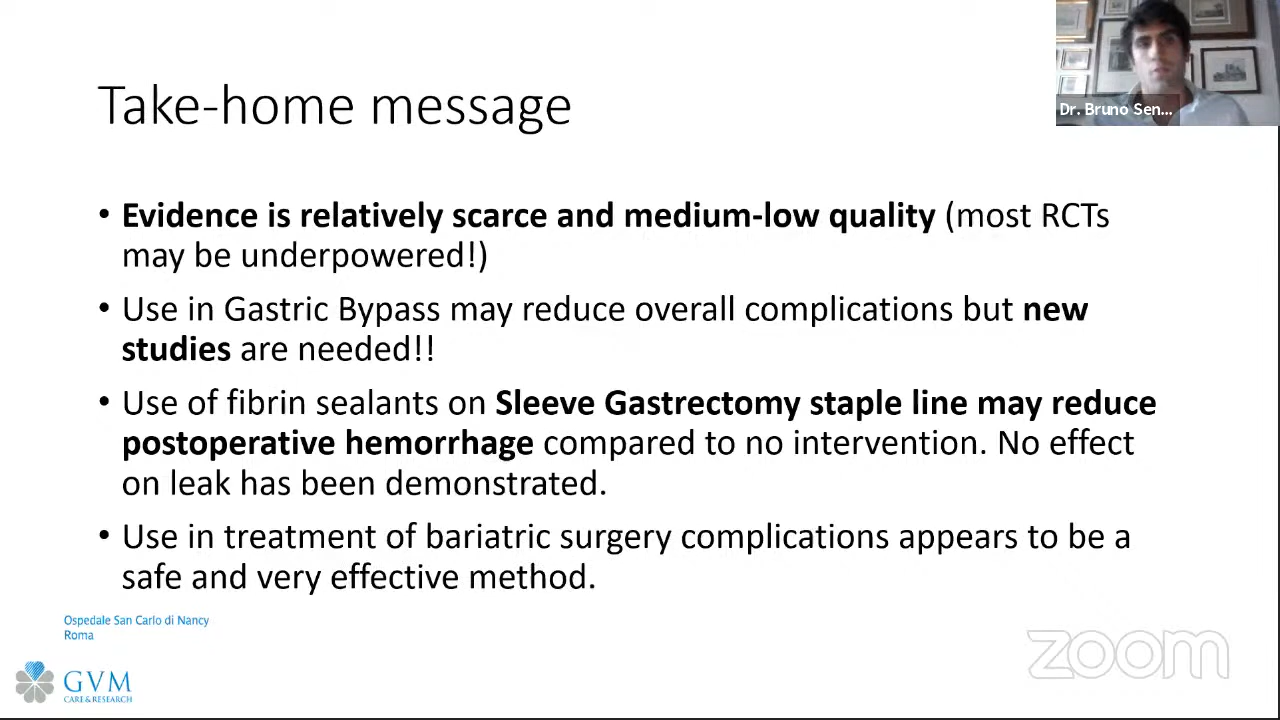 Take-home message
Dr. Bruno Sen...
• Evidence is relatively scarce and medium-low quality (most RCTs
may be underpowered!)
• Use in Gastric Bypass may reduce overall complications but new
studies are needed!!
• Use of fibrin sealants on Sleeve Gastrectomy staple line may reduce
postoperative hemorrhage compared to no intervention. No effect
on leak has been demonstrated.
• Use in treatment of bariatric surgery complications appears to be a
safe and very effective method.
Ospedale San Carlo di Nancy
Roma
GVM
CARE & RESEARCH
zoom